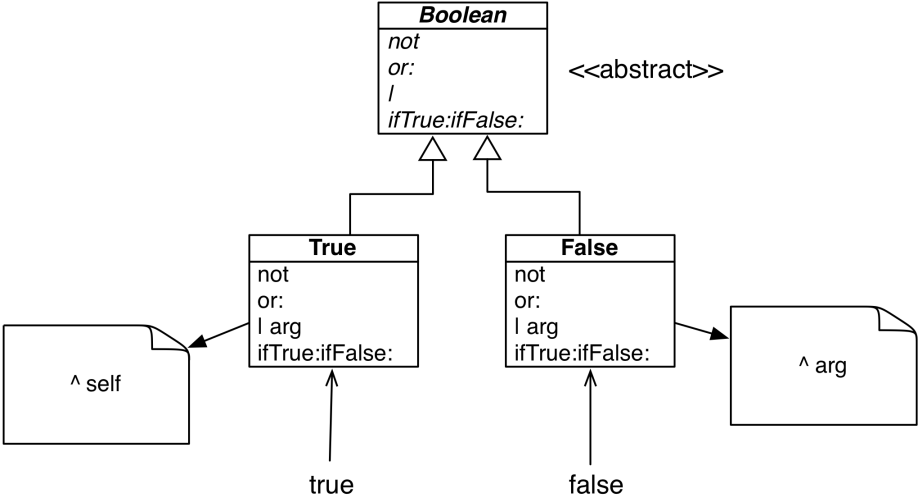 Boolean
not
or:
|
ifTrue:ifFalse:
<<abstract>>
True
not
or:
| arg
ifTrue:ifFalse:
False
not
or:
| arg
ifTrue:ifFalse:
^ self
^ arg
true
false